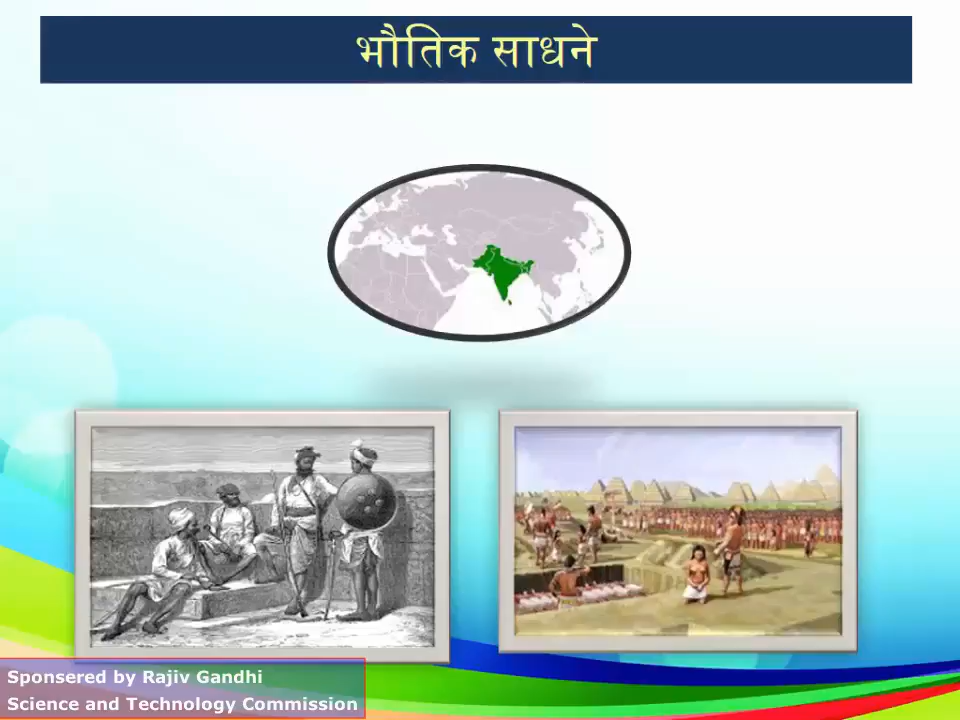 भौतिक साधने
Sponsered by Rajiv Gandhi
Science and Technology Commission